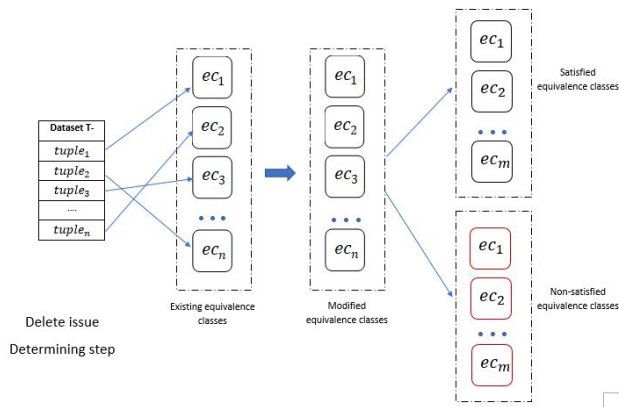 Dataset T-
tuple₁
tuple₂
tuple₃
....
tupleₙ
Delete issue
Determining step
ec₁
ec₂
ec₃
• • •
ecₙ
Existing equivalence
classes
ec₁
ec₂
ec₃
• • •
ecₙ
Modified
equivalence classes
ec₁
ec₂
• • •
ecₘ
Satisfied
equivalence classes
ec₁
ec₂
• • •
ecₘ
Non-satisfied
equivalence classes